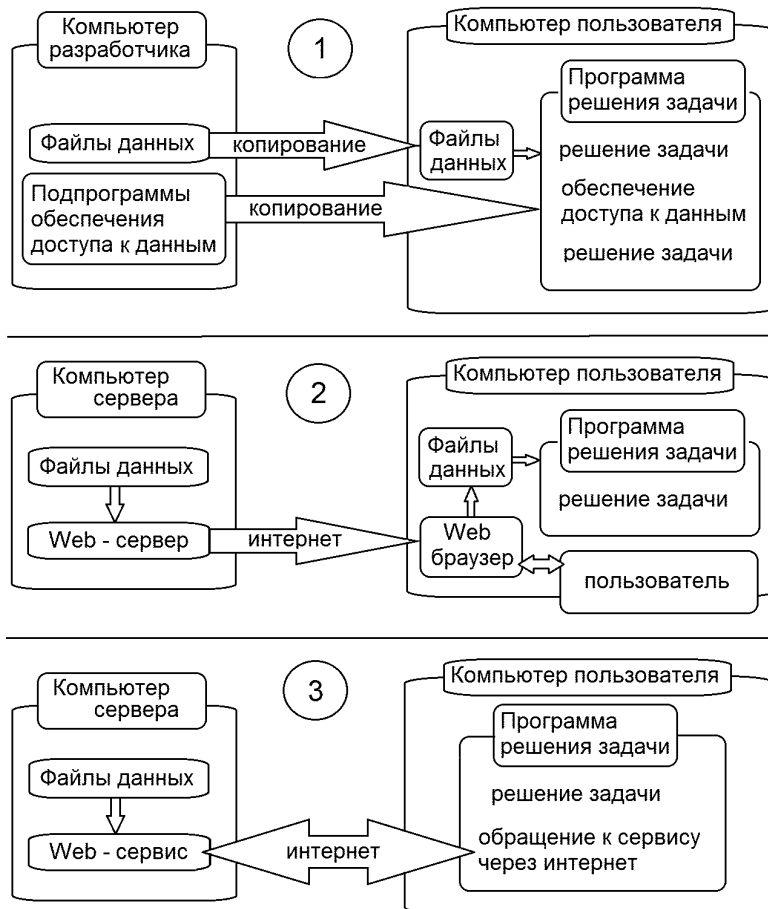 Компьютер
разработчика
1
Компьютер пользователя
Программа
решения задачи
Файлы данных
копирование
Файлы
данных
решение задачи
Подпрограммы
обеспечения
доступа к данным
копирование
обеспечение
доступа к данным
решение задачи
Компьютер
сервера
2
Компьютер пользователя
Программа
решения задачи
Файлы данных
Файлы
данных
решение задачи
Web - сервер
интернет
Web
браузер
пользователь
Компьютер
сервера
3
Компьютер пользователя
Программа
решения задачи
Файлы данных
решение задачи
Web - сервис
интернет
обращение к сервису
через интернет